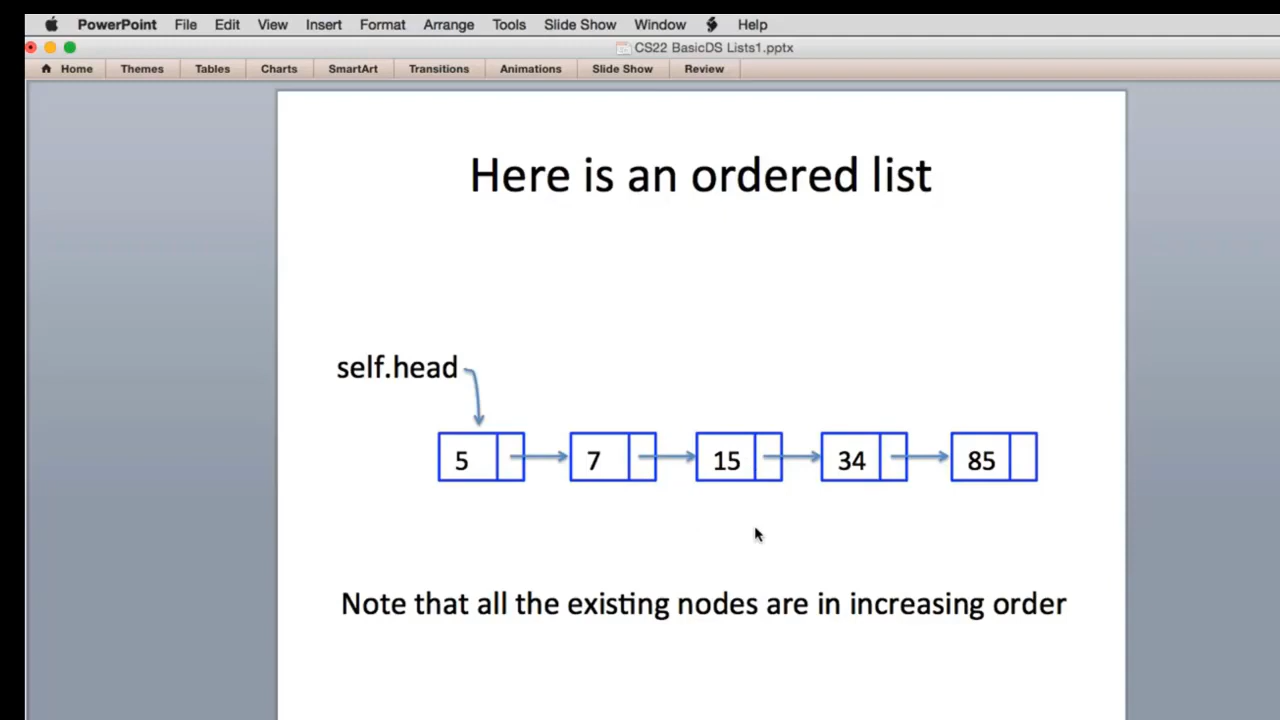 PowerPoint File Edit View Insert Format Arrange Tools Slide Show Window Help
CS22 BasicDS Lists1.pptx
Home Themes Tables Charts SmartArt Transitions Animations Slide Show Review
Here is an ordered list
self.head
5 7 15 34 85
Note that all the existing nodes are in increasing order